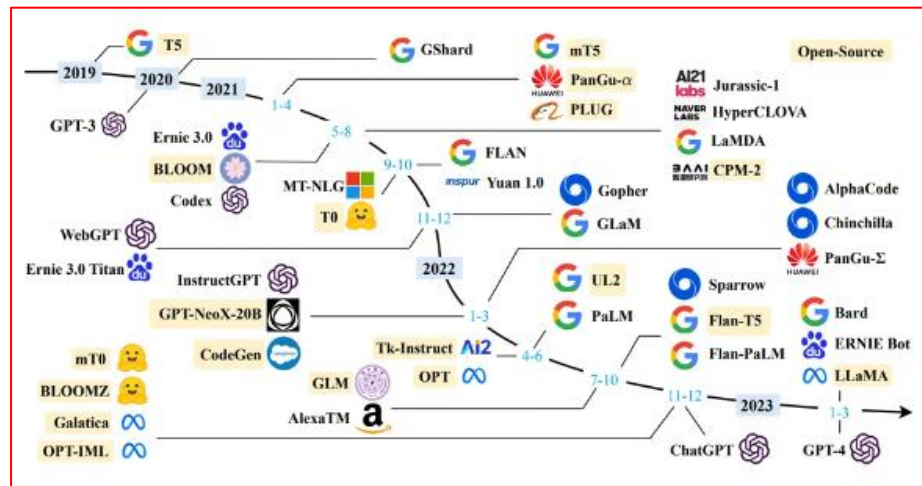 T5
GShard
mT5
Open-Source
2019
2020
2021
PanGu-α
HUAWEI
PLUG
1-4
GPT-3
AI21
labs
Jurassic-1
NAVER
LABS
HyperCLOVA
LaMDA
BAAI
CPM-2
Ernie 3.0
du
BLOOM
Codex
5-8
9-10
FLAN
inspur
Yuan 1.0
MT-NLG
T0
Gopher
GLaM
11-12
AlphaCode
Chinchilla
PanGu-Σ
HUAWEI
WebGPT
Ernie 3.0 Titan
du
2022
InstructGPT
GPT-NeoX-20B
CodeGen
1-3
UL2
PaLM
Sparrow
Flan-T5
Flan-PaLM
Bard
ERNIE Bot
du
LLaMA
Tk-Instruct
Ai2
OPT
4-6
mT0
BLOOMZ
Galatica
OPT-IML
GLM
AlexaTM
a
7-10
11-12
2023
1-3
ChatGPT
GPT-4